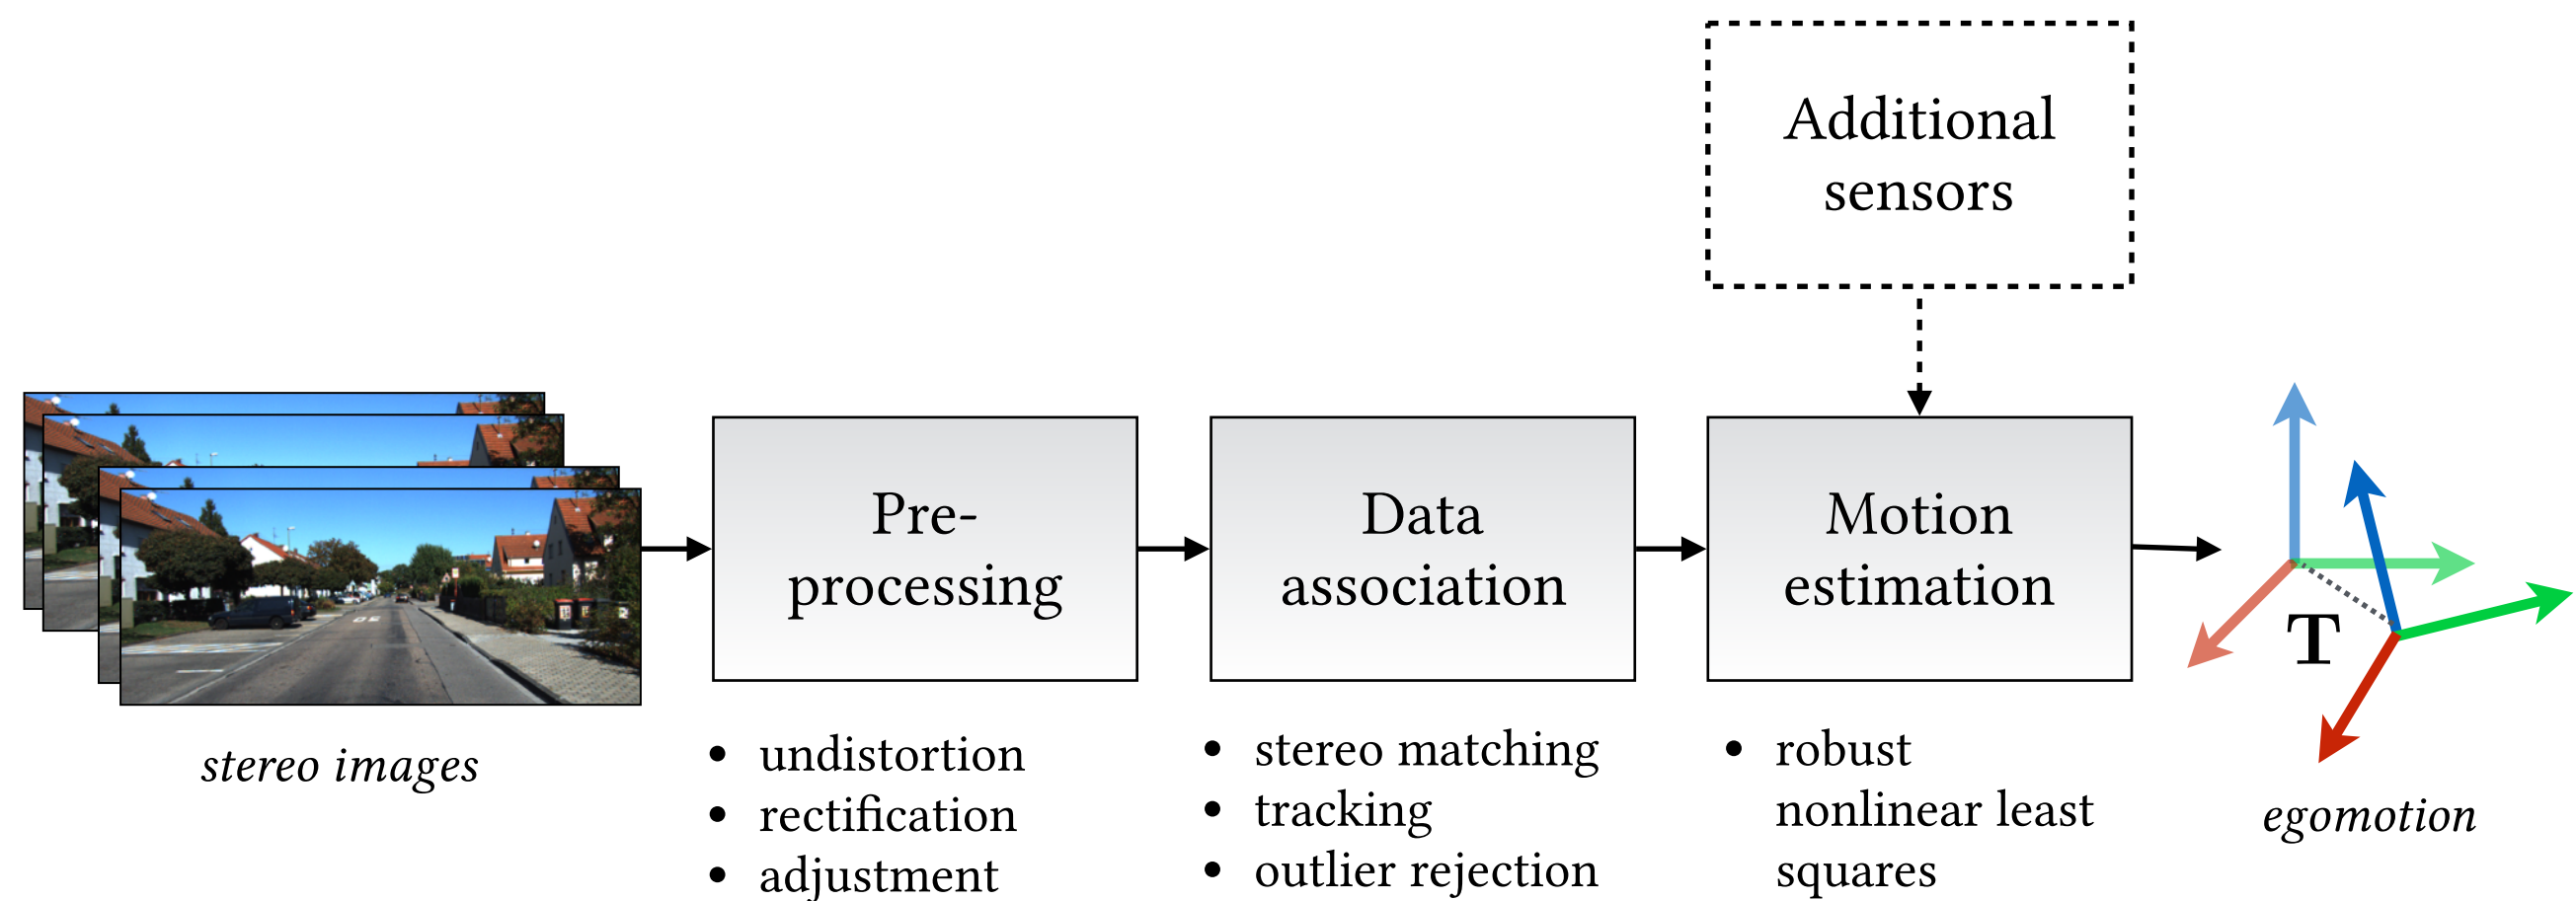 Additional
sensors
Pre-
processing
Data
association
Motion
estimation
T
stereo images
• undistortion
• rectification
• adjustment
• stereo matching
• tracking
• outlier rejection
• robust
nonlinear least
squares
egomotion